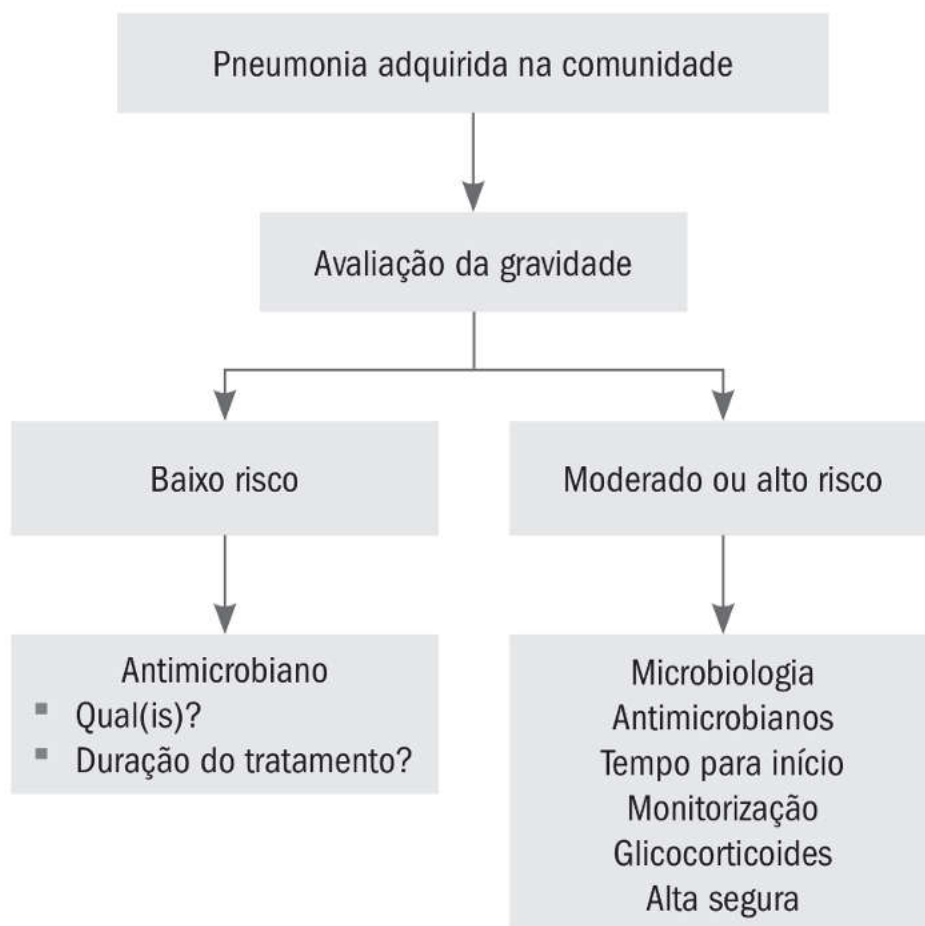 Pneumonia adquirida na comunidade
Avaliação da gravidade
Baixo risco
Moderado ou alto risco
Antimicrobiano
▪ Qual(is)?
▪ Duração do tratamento?
Microbiologia
Antimicrobianos
Tempo para início
Monitorização
Glicocorticoides
Alta segura